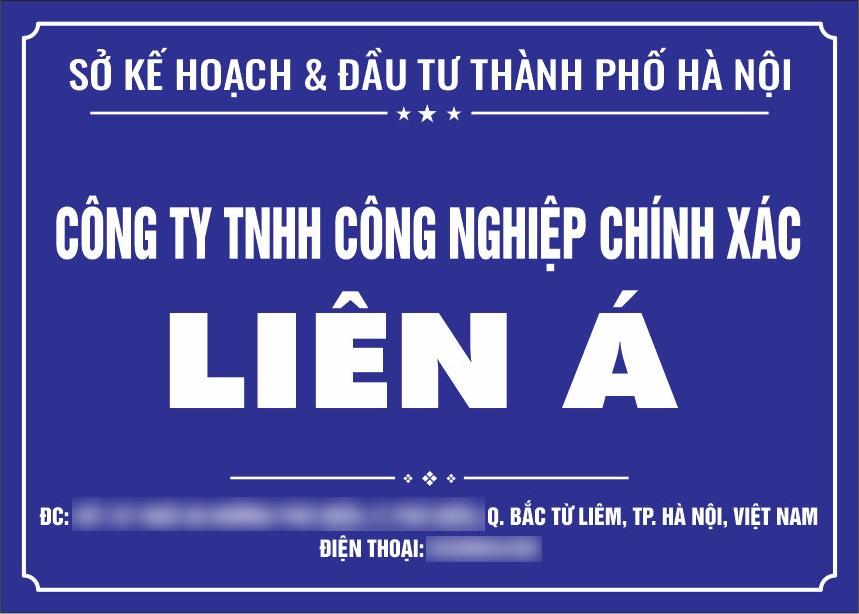 SỞ KẾ HOẠCH & ĐẦU TƯ THÀNH PHỐ HÀ NỘI
CÔNG TY TNHH CÔNG NGHIỆP CHÍNH XÁC
LIÊN Á
ĐC: Q. BẮC TỪ LIÊM, TP. HÀ NỘI, VIỆT NAM
ĐIỆN THOẠI: